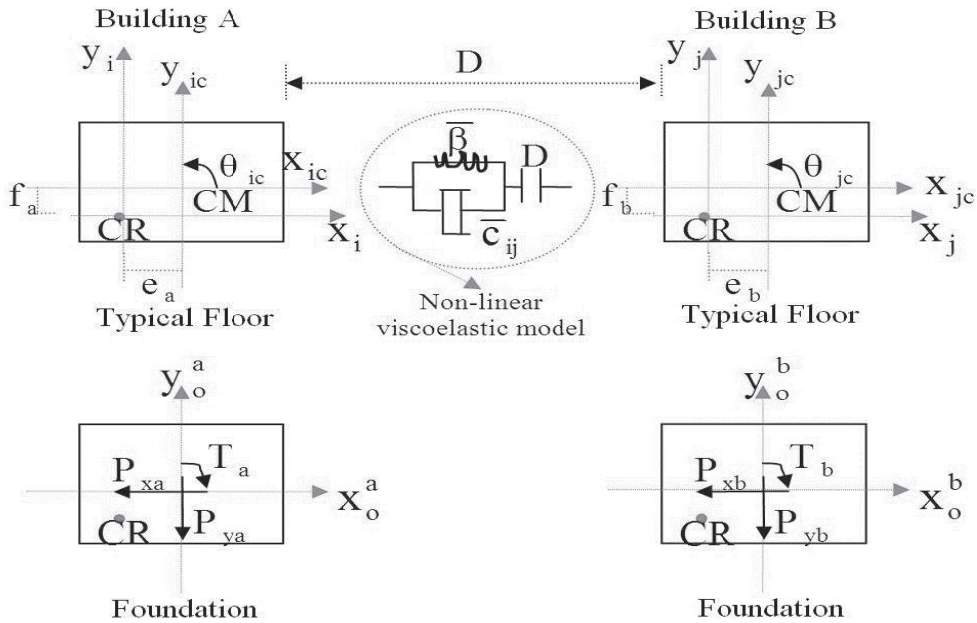 Building A
Building B
y i
y ic
D
y j
y jc
β̅
D
θ ic
x ic
θ jc
x jc
f a
CM
f b
CM
CR
x i
c̅ ij
CR
x j
e a
e b
Typical Floor
Non-linear
viscoelastic model
Typical Floor
y o a
y o b
P xa
T a
P xb
T b
x o a
x o b
CR
P ya
CR
P yb
Foundation
Foundation